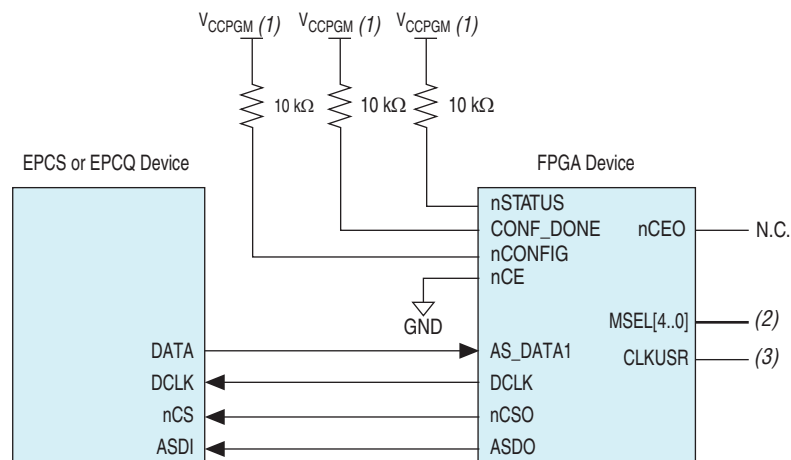 VCCPGM (1) VCCPGM (1) VCCPGM (1)
10 kΩ 10 kΩ 10 kΩ
EPCS or EPCQ Device FPGA Device
nSTATUS
CONF_DONE nCEO N.C.
nCONFIG
nCE
GND
MSEL[4..0] (2)
DATA AS_DATA1 CLKUSR (3)
DCLK DCLK
nCS nCSO
ASDI ASDO